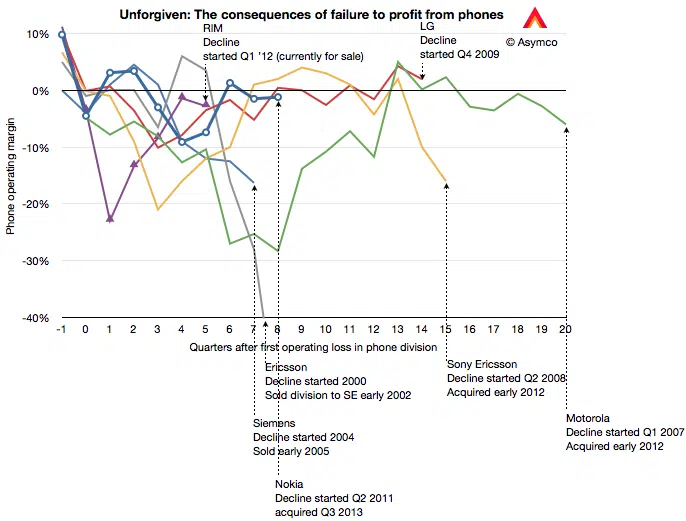 Unforgiven: The consequences of failure to profit from phones
© Asymco
RIM
Decline
started Q1 '12 (currently for sale)
LG
Decline
started Q4 2009
Phone operating margin
10%
0%
-10%
-20%
-30%
-40%
-1 0 1 2 3 4 5 6 7 8 9 10 11 12 13 14 15 16 17 18 19 20
Quarters after first operating loss in phone division
Ericsson
Decline started 2000
Sold division to SE early 2002
Sony Ericsson
Decline started Q2 2008
Acquired early 2012
Siemens
Decline started 2004
Sold early 2005
Motorola
Decline started Q1 2007
Acquired early 2012
Nokia
Decline started Q2 2011
acquired Q3 2013